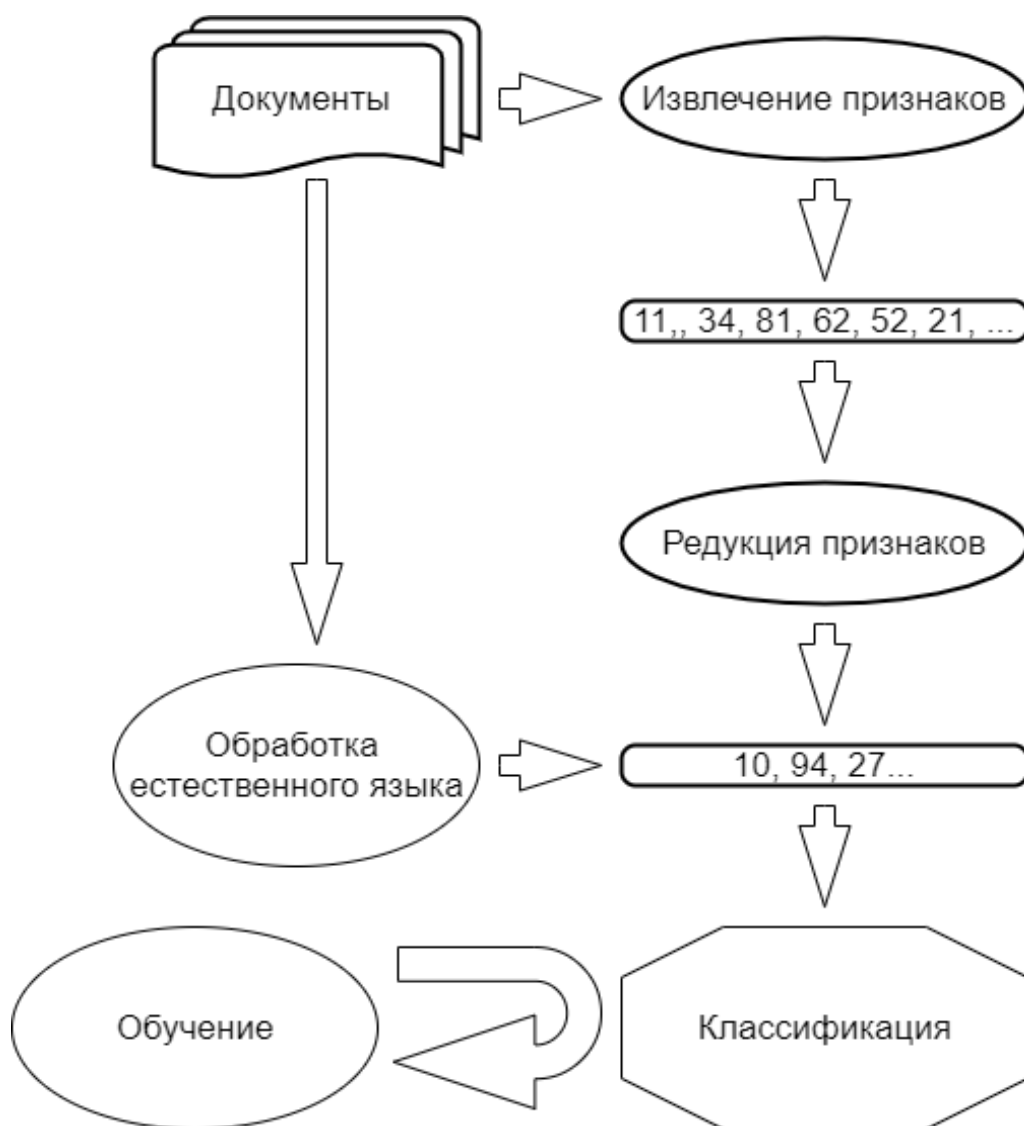 Документы
Извлечение признаков
11,, 34, 81, 62, 52, 21, ...
Редукция признаков
Обработка
естественного языка
10, 94, 27...
Обучение
Классификация